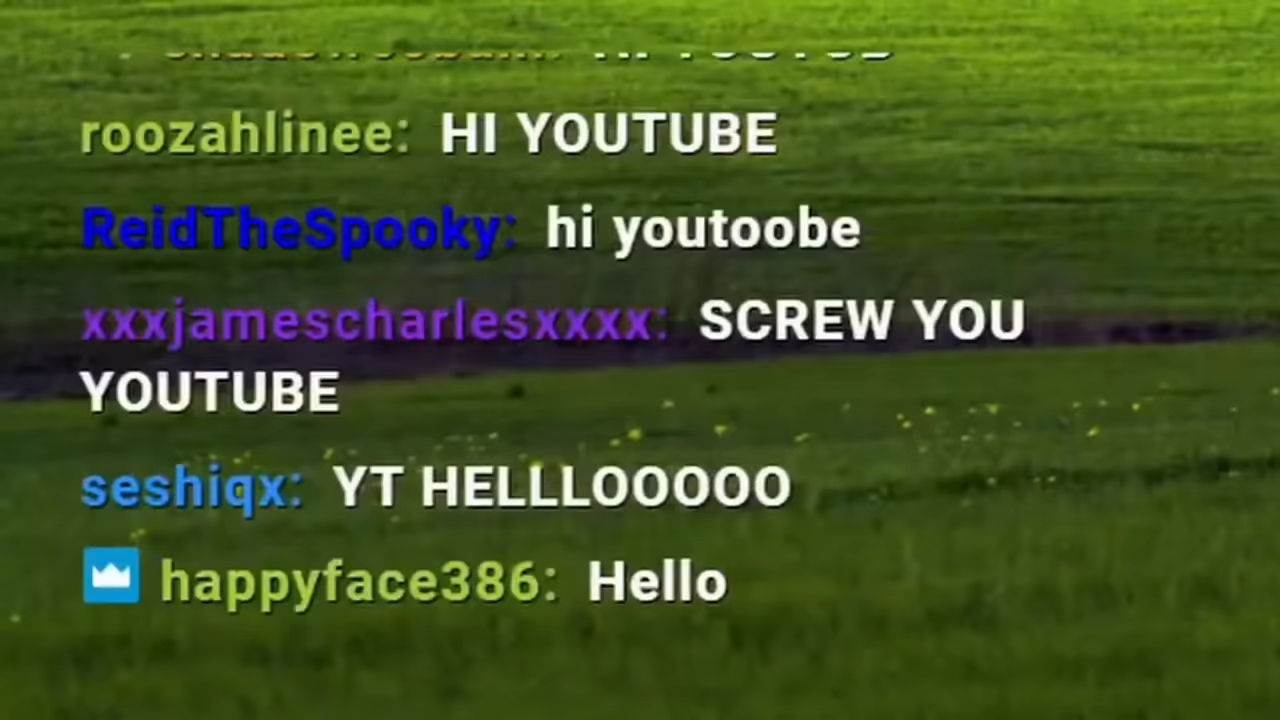 roozahlinee: HI YOUTUBE
ReidTheSpooky: hi youtoobe
xxxjamescharlesxxxx: SCREW YOU
YOUTUBE
seshiqx: YT HELLLOOOOO
happyface386: Hello